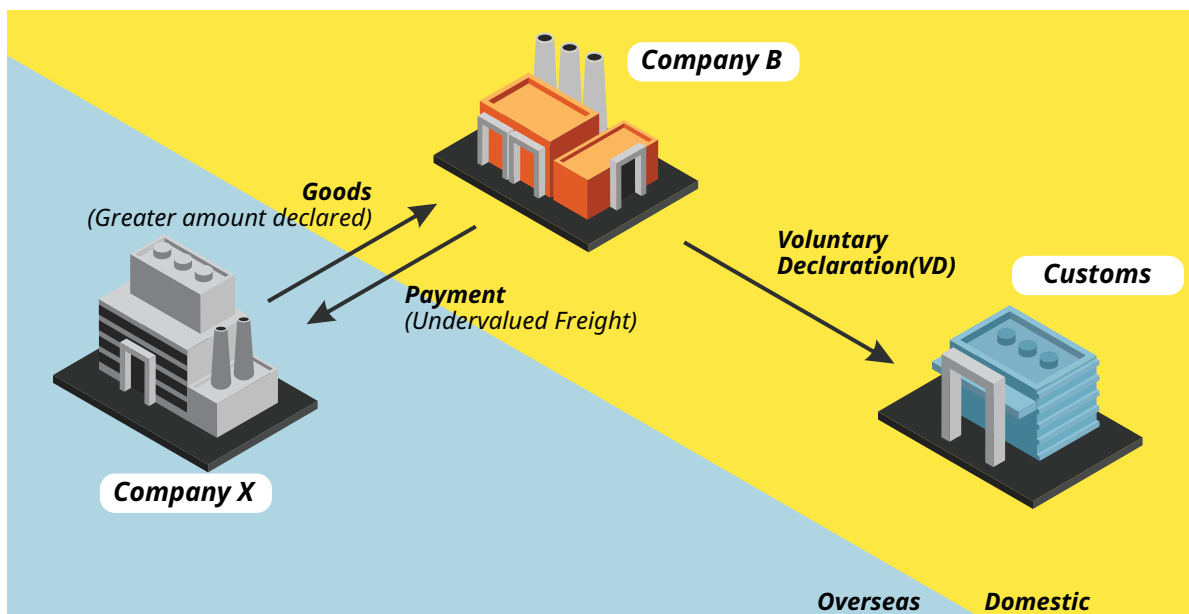 Company B
Goods
(Greater amount declared)
Voluntary
Declaration(VD)
Customs
Payment
(Undervalued Freight)
Company X
Overseas
Domestic